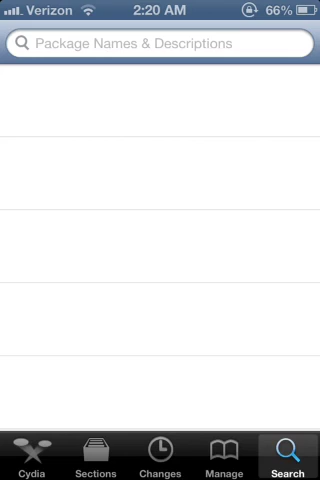 Verizon 2:20 AM 66%
Package Names & Descriptions
Cydia Sections Changes Manage Search